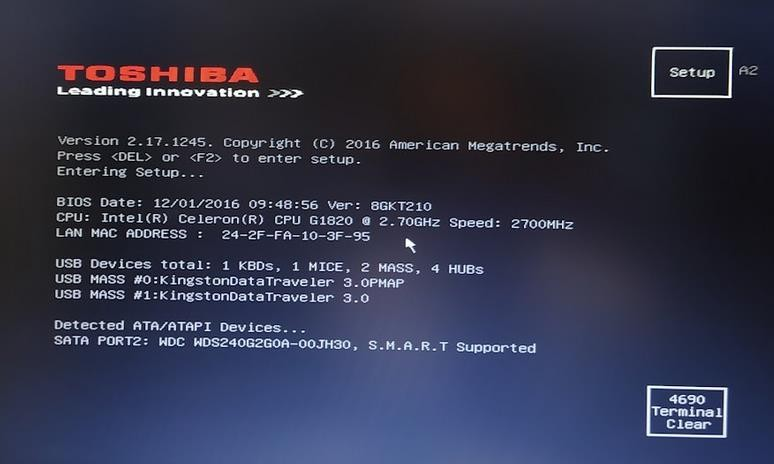 TOSHIBA
Leading Innovation >>>
Setup
A2
Version 2.17.1245. Copyright (C) 2016 American Megatrends, Inc.
Press <DEL> or <F2> to enter setup.
Entering Setup...
BIOS Date: 12/01/2016 09:48:56 Ver: 8GKT210
CPU: Intel(R) Celeron(R) CPU G1820 @ 2.70GHz Speed: 2700MHz
LAN MAC ADDRESS : 24-2F-FA-10-3F-95
USB Devices total: 1 KBDs, 1 MICE, 2 MASS, 4 HUBs
USB MASS #0:KingstonDataTraveler 3.0PMAP
USB MASS #1:KingstonDataTraveler 3.0
Detected ATA/ATAPI Devices...
SATA PORT2: WDC WDS240G2G0A-00JH30, S.M.A.R.T Supported
4690
Terminal
Clear